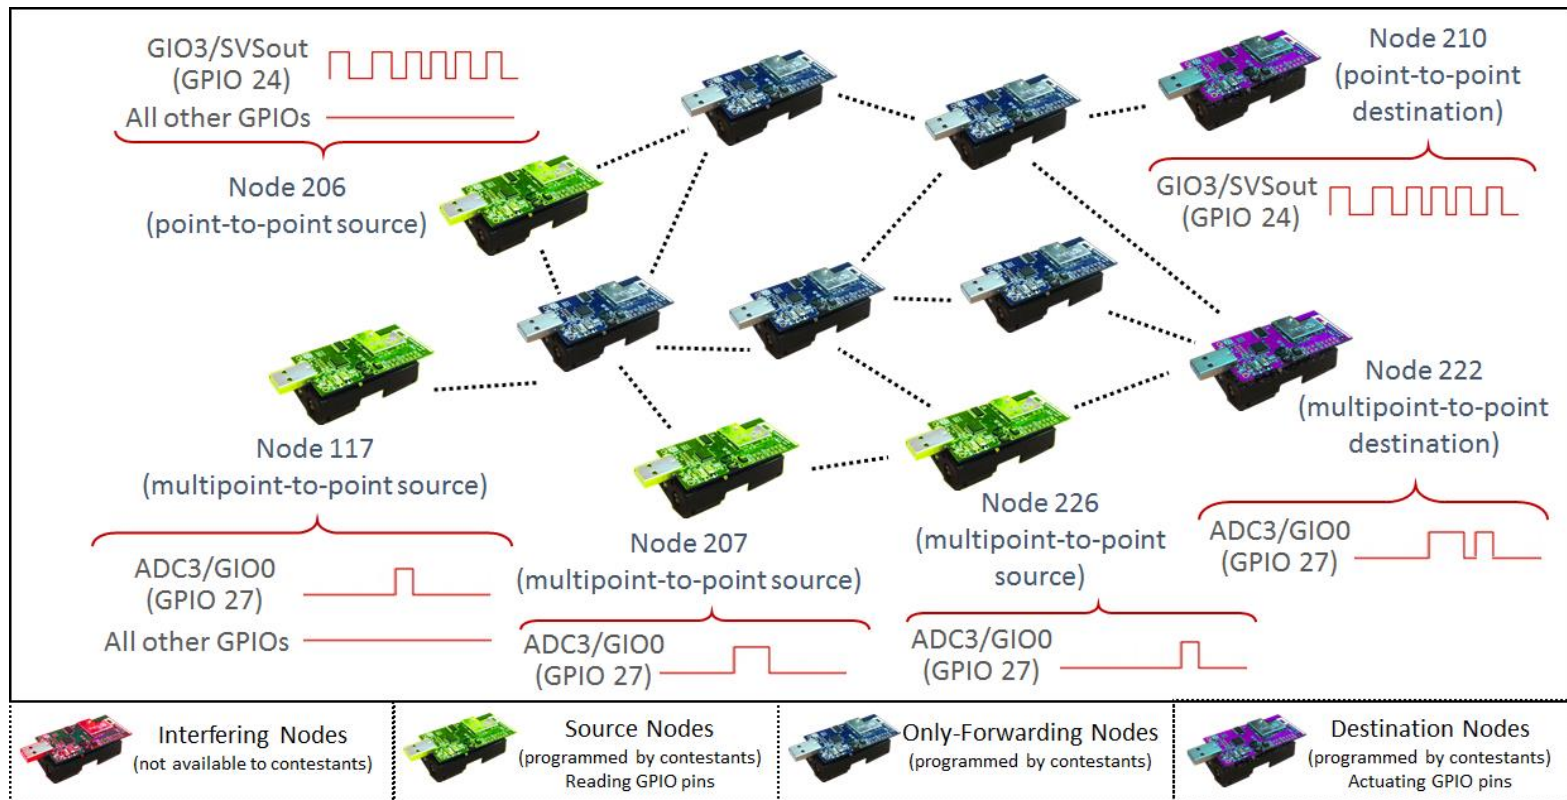 GIO3/SVSout
(GPIO 24)
All other GPIOs
Node 206
(point-to-point source)
Node 210
(point-to-point
destination)
GIO3/SVSout
(GPIO 24)
Node 117
(multipoint-to-point source)
ADC3/GIO0
(GPIO 27)
All other GPIOs
Node 207
(multipoint-to-point source)
ADC3/GIO0
(GPIO 27)
Node 226
(multipoint-to-point
source)
ADC3/GIO0
(GPIO 27)
Node 222
(multipoint-to-point
destination)
ADC3/GIO0
(GPIO 27)
Interfering Nodes
(not available to contestants)
Source Nodes
(programmed by contestants)
Reading GPIO pins
Only-Forwarding Nodes
(programmed by contestants)
Destination Nodes
(programmed by contestants)
Actuating GPIO pins